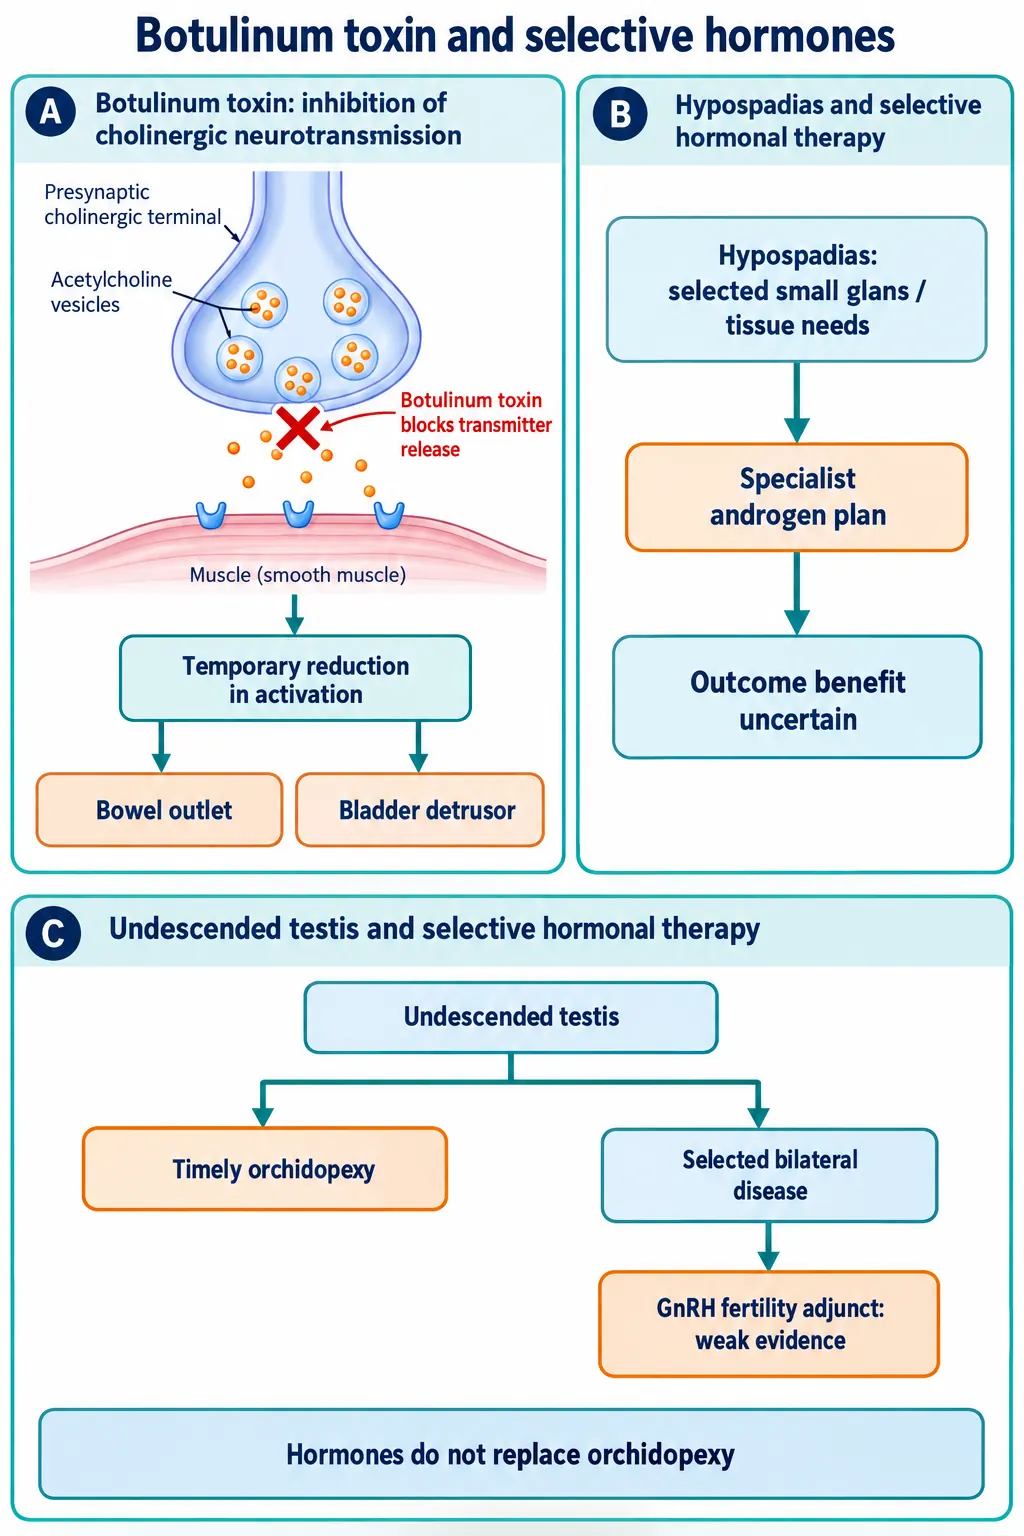 Botulinum toxin and selective hormones
A
Botulinum toxin: inhibition of
cholinergic neurotransmission
Presynaptic
cholinergic terminal
Acetylcholine
vesicles
Botulinum toxin
blocks transmitter
release
Muscle (smooth muscle)
Temporary reduction
in activation
Bowel outlet
Bladder detrusor
B
Hypospadias and selective
hormonal therapy
Hypospadias:
selected small glans /
tissue needs
Specialist
androgen plan
Outcome benefit
uncertain
C
Undescended testis and selective hormonal therapy
Undescended testis
Timely orchidopexy
Selected bilateral
disease
GnRH fertility adjunct:
weak evidence
Hormones do not replace orchidopexy